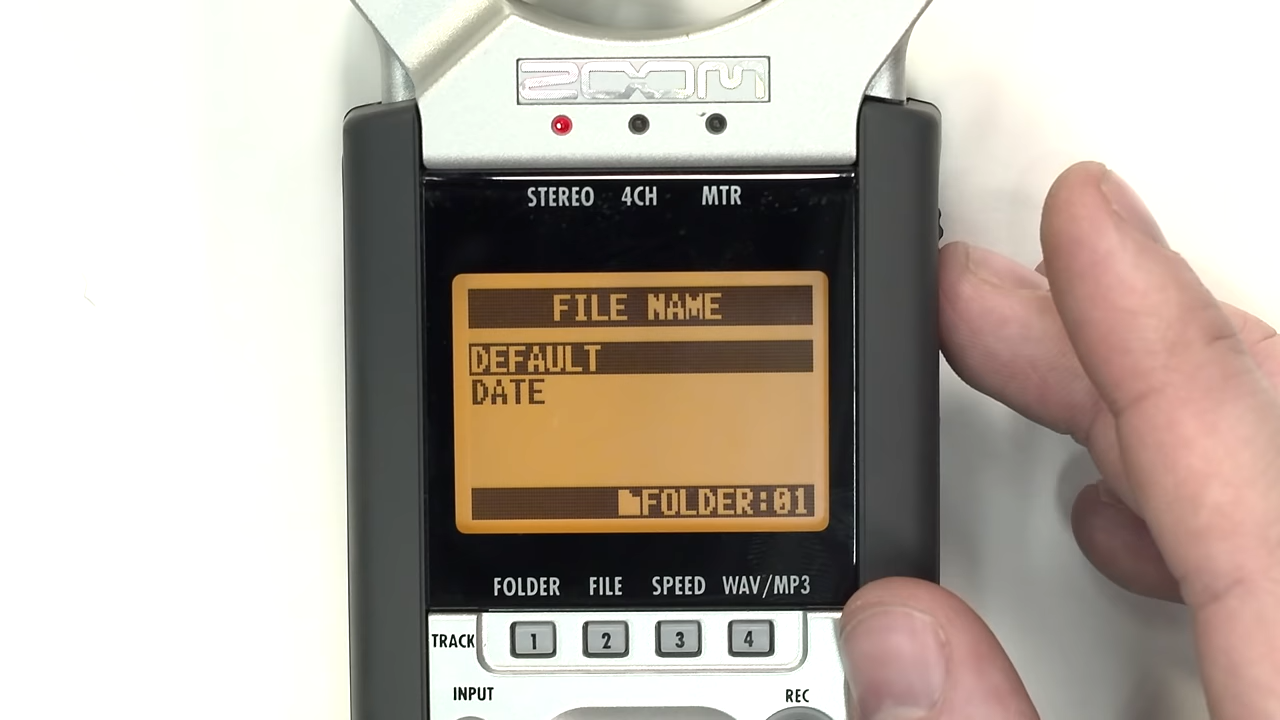 ZOOM
STEREO 4CH MTR
FILE NAME
DEFAULT
DATE
FOLDER:01
FOLDER FILE SPEED WAV/MP3
TRACK 1 2 3 4
INPUT REC